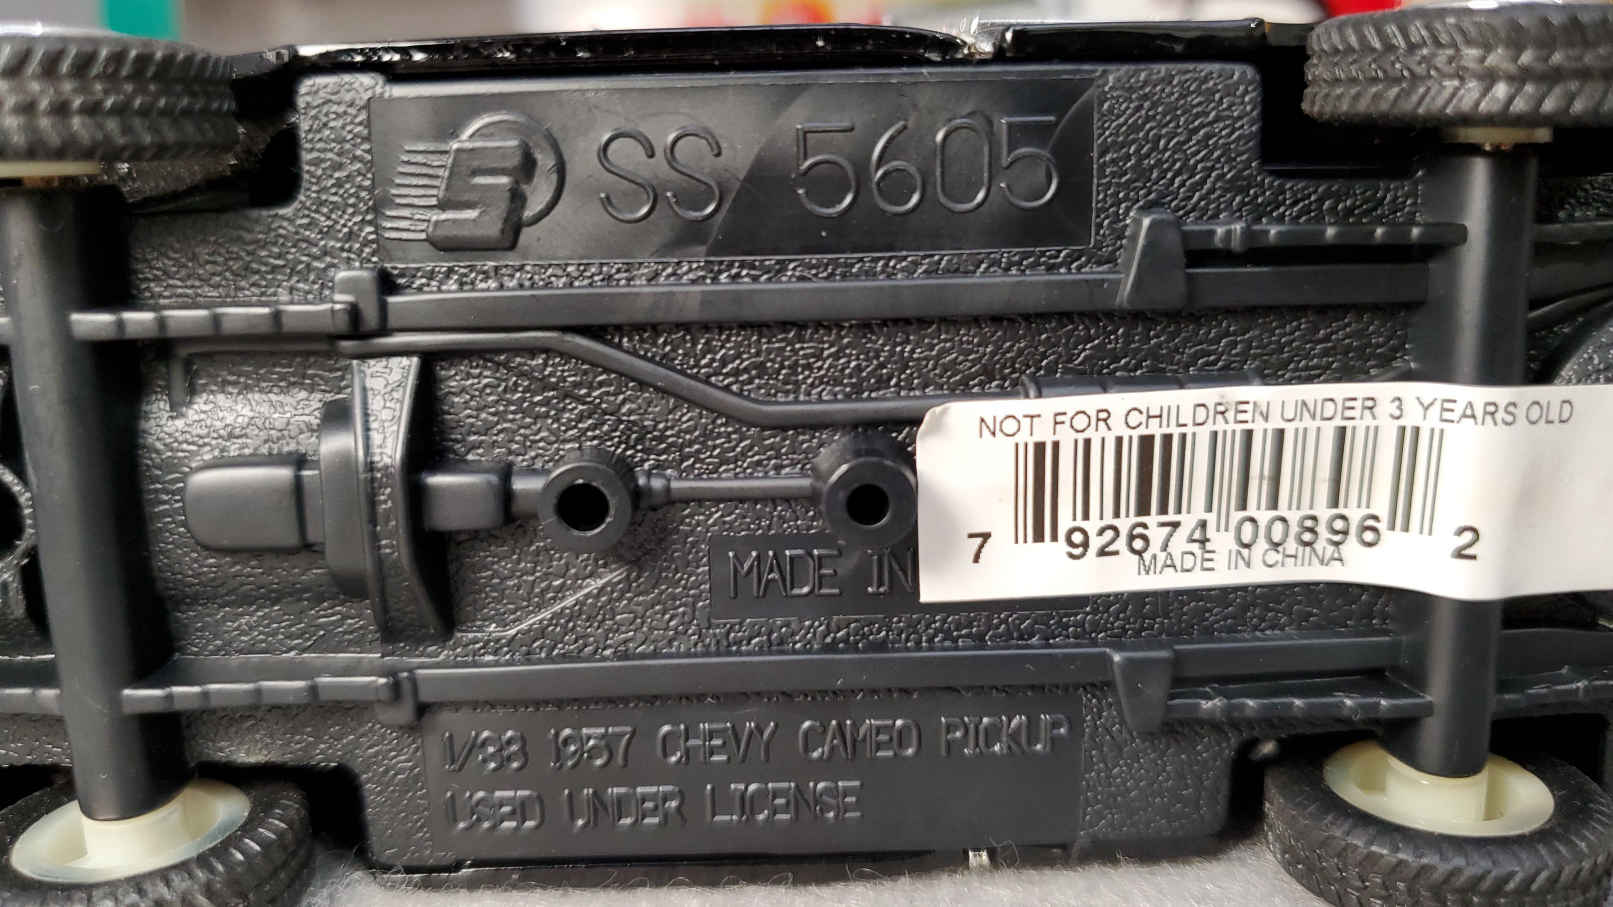 S SS 5605
NOT FOR CHILDREN UNDER 3 YEARS OLD
7 92674 00896 2
MADE IN CHINA
MADE IN
1/38 1957 CHEVY CAMEO PICKUP
USED UNDER LICENSE